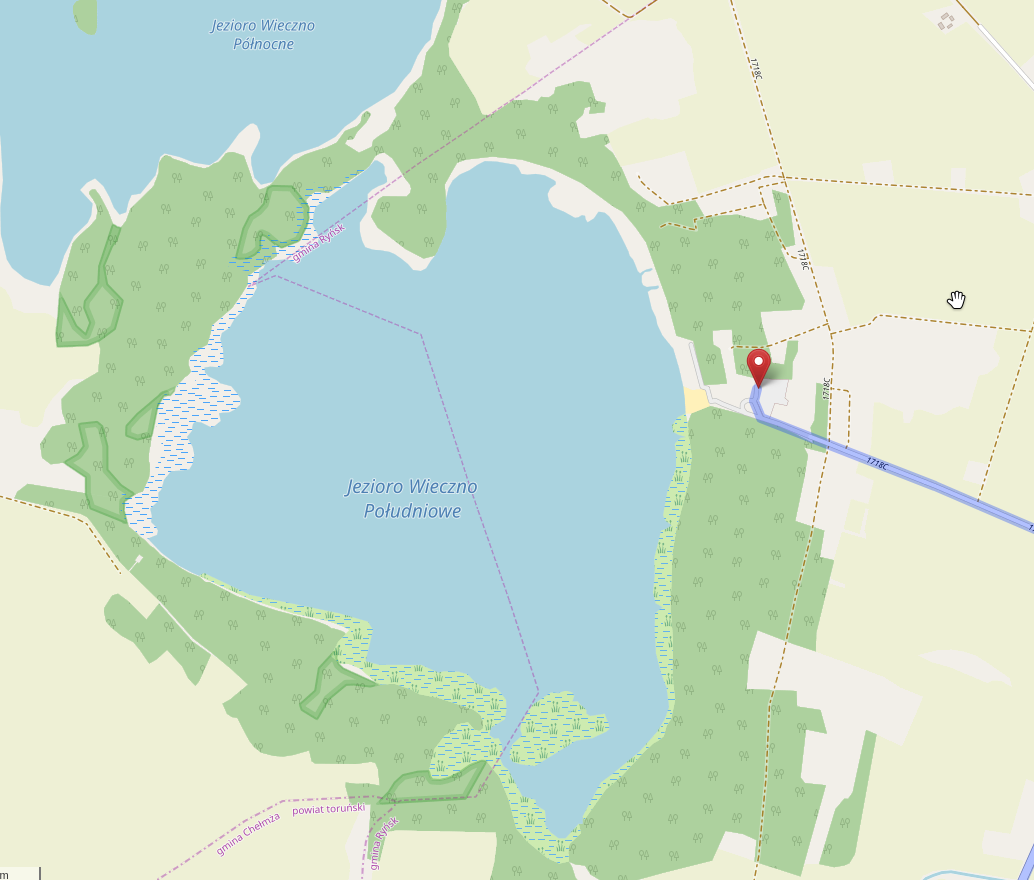 Jezioro Wieczno
Północne
1718C
gmina Ryńsk
1718C
1718C
1718C
Jezioro Wieczno
Południowe
powiat toruński
gmina Chełmża
gmina Ryńsk
m